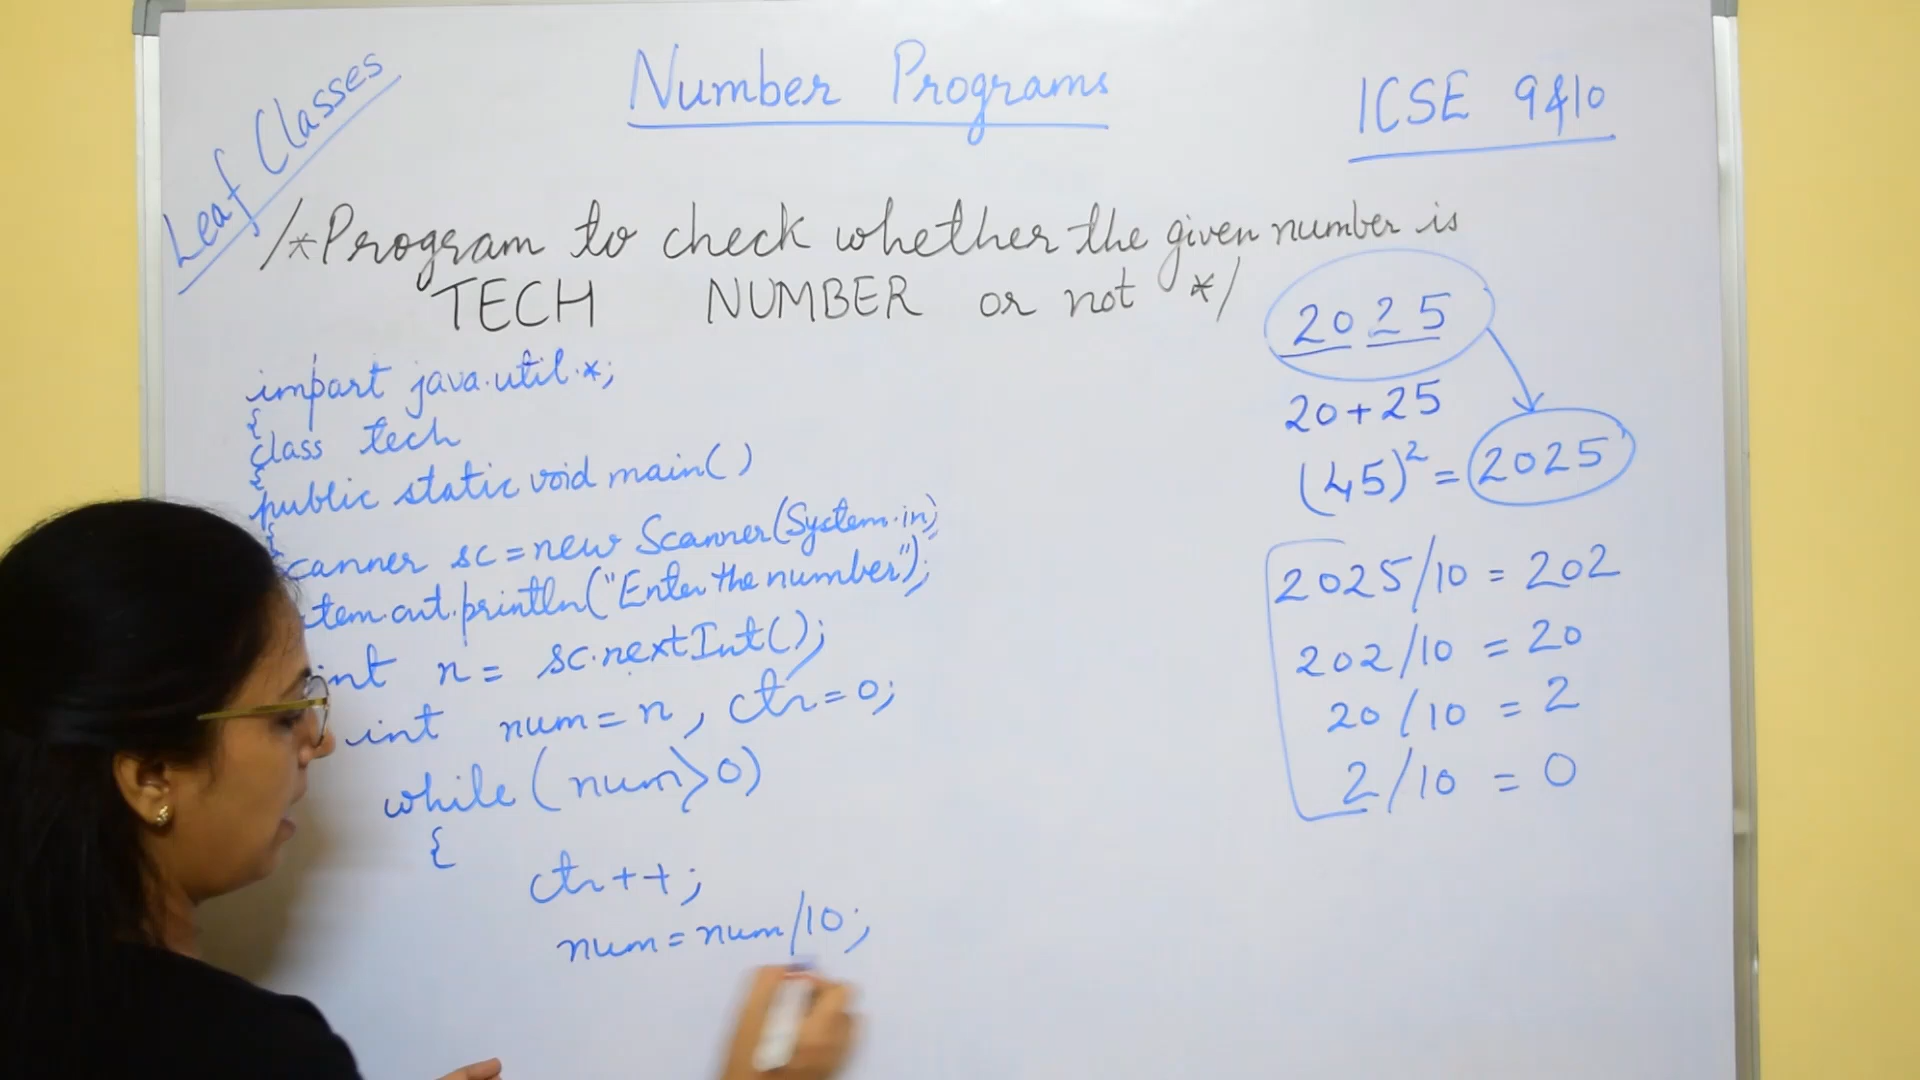 Leaf Classes
Number Programs
ICSE 9&10
/*Program to check whether the given number is
TECH NUMBER or not */
import java.util.*;
{
class tech
{
public static void main()
{
canner sc=new Scanner(System.in);
tem.out.println("Enter the number");
int n= sc.nextInt();
int num=n, ctr=0;
while(num>0)
{
ctr++;
num=num/10;
2025
20+25
(45)²=2025
2025/10=202
202/10=20
20/10=2
2/10=0